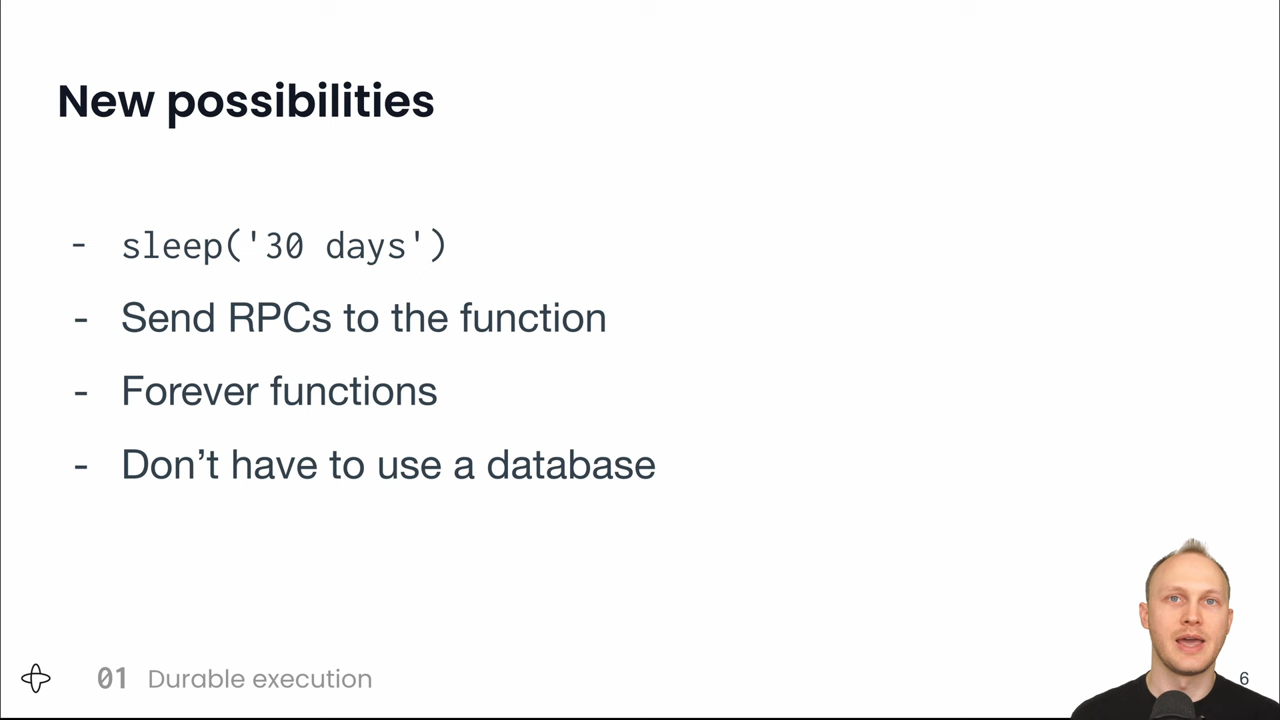 New possibilities
- sleep('30 days')
- Send RPCs to the function
- Forever functions
- Don’t have to use a database
01 Durable execution
6